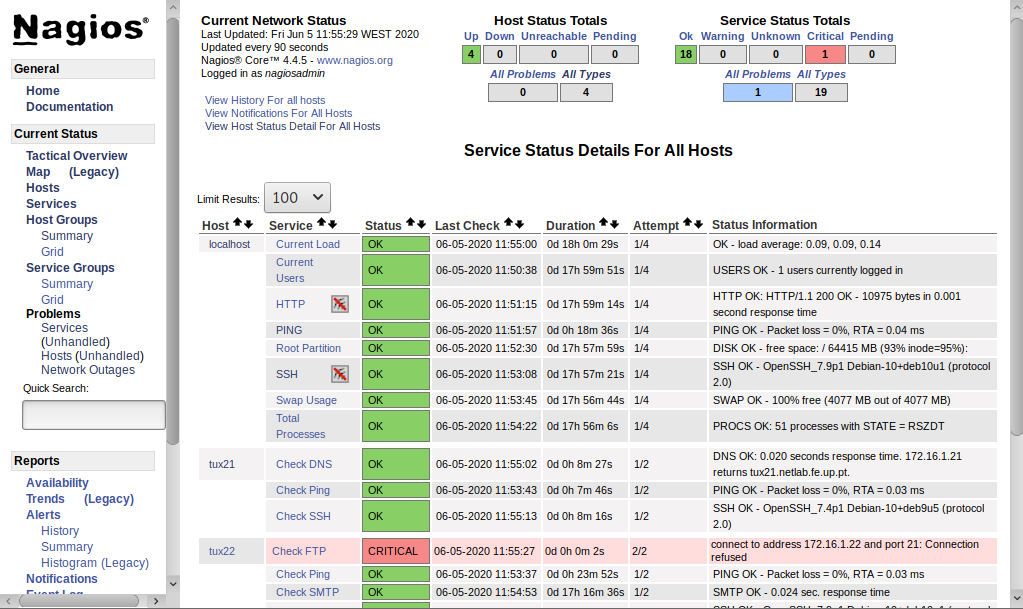 Nagios®
General
Home
Documentation
Current Status
Tactical Overview
Map (Legacy)
Hosts
Services
Host Groups
Summary
Grid
Service Groups
Summary
Grid
Problems
Services
(Unhandled)
Hosts (Unhandled)
Network Outages
Quick Search:
Reports
Availability
Trends (Legacy)
Alerts
History
Summary
Histogram (Legacy)
Notifications
Event Log
Current Network Status
Last Updated: Fri Jun 5 11:55:29 WEST 2020
Updated every 90 seconds
Nagios® Core™ 4.4.5 - www.nagios.org
Logged in as nagiosadmin
View History For all hosts
View Notifications For All Hosts
View Host Status Detail For All Hosts
Host Status Totals
Up Down Unreachable Pending
4 0 0 0
All Problems All Types
0 4
Service Status Totals
Ok Warning Unknown Critical Pending
18 0 0 1 0
All Problems All Types
1 19
Service Status Details For All Hosts
Limit Results: 100
Host Service Status Last Check Duration Attempt Status Information
localhost Current Load OK 06-05-2020 11:55:00 0d 18h 0m 29s 1/4 OK - load average: 0.09, 0.09, 0.14
Current
Users OK 06-05-2020 11:50:38 0d 17h 59m 51s 1/4 USERS OK - 1 users currently logged in
HTTP OK 06-05-2020 11:51:15 0d 17h 59m 14s 1/4 HTTP OK: HTTP/1.1 200 OK - 10975 bytes in 0.001
second response time
PING OK 06-05-2020 11:51:57 0d 0h 18m 36s 1/4 PING OK - Packet loss = 0%, RTA = 0.04 ms
Root Partition OK 06-05-2020 11:52:30 0d 17h 57m 59s 1/4 DISK OK - free space: / 64415 MB (93% inode=95%):
SSH OK 06-05-2020 11:53:08 0d 17h 57m 21s 1/4 SSH OK - OpenSSH_7.9p1 Debian-10+deb10u1 (protocol
2.0)
Swap Usage OK 06-05-2020 11:53:45 0d 17h 56m 44s 1/4 SWAP OK - 100% free (4077 MB out of 4077 MB)
Total
Processes OK 06-05-2020 11:54:22 0d 17h 56m 6s 1/4 PROCS OK: 51 processes with STATE = RSZDT
tux21 Check DNS OK 06-05-2020 11:55:02 0d 0h 8m 27s 1/2 DNS OK: 0.020 seconds response time. 172.16.1.21
returns tux21.netlab.fe.up.pt.
Check Ping OK 06-05-2020 11:53:43 0d 0h 7m 46s 1/2 PING OK - Packet loss = 0%, RTA = 0.03 ms
Check SSH OK 06-05-2020 11:55:13 0d 0h 8m 16s 1/2 SSH OK - OpenSSH_7.4p1 Debian-10+deb9u5 (protocol
2.0)
tux22 Check FTP CRITICAL 06-05-2020 11:55:27 0d 0h 0m 2s 2/2 connect to address 172.16.1.22 and port 21: Connection
refused
Check Ping OK 06-05-2020 11:53:37 0d 0h 23m 52s 1/2 PING OK - Packet loss = 0%, RTA = 0.03 ms
Check SMTP OK 06-05-2020 11:54:53 0d 17h 16m 36s 1/2 SMTP OK - 0.024 sec. response time